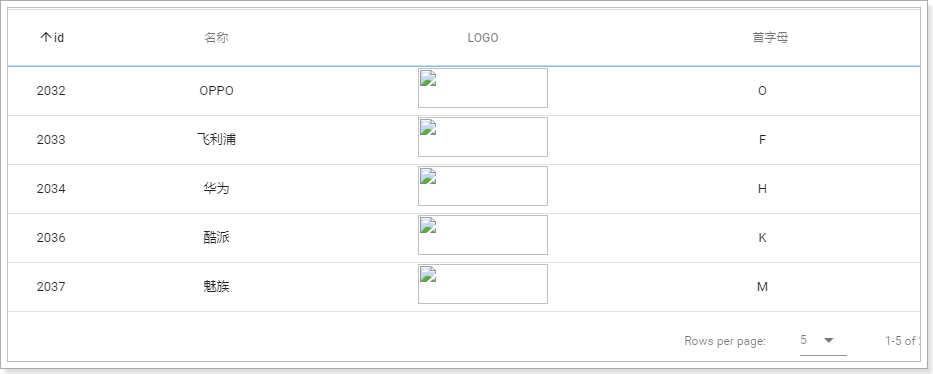 id 名称 LOGO 首字母
2032 OPPO O
2033 飞利浦 F
2034 华为 H
2036 酷派 K
2037 魅族 M
Rows per page: 5 1-5 of